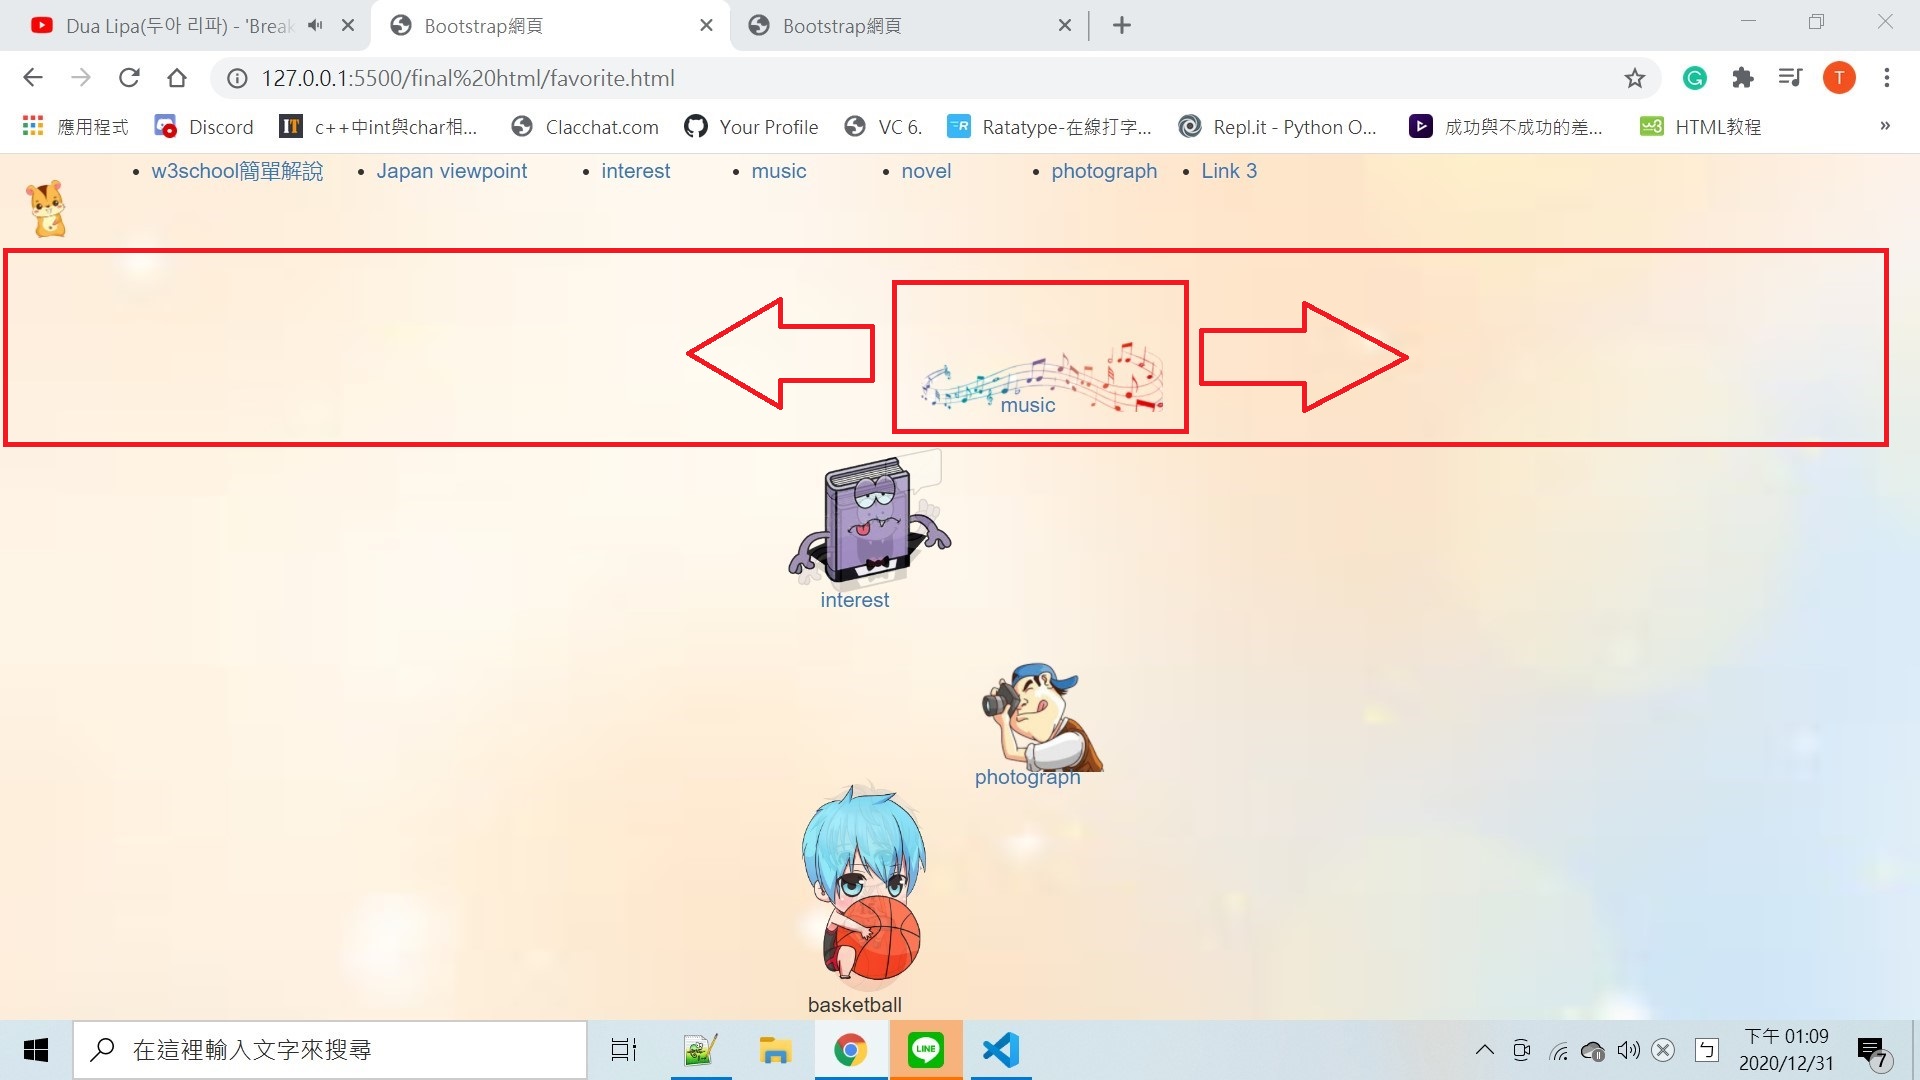 Dua Lipa(두아 리파) - 'Break
Bootstrap網頁
Bootstrap網頁
127.0.0.1:5500/final%20html/favorite.html
T
應用程式
Discord
IT
c++中int與char相...
Clacchat.com
Your Profile
VC 6.
Ratatype-在線打字...
Repl.it - Python O...
成功與不成功的差...
w3
HTML教程
»
w3school簡單解說
Japan viewpoint
interest
music
novel
photograph
Link 3
music
interest
photograph
basketball
在這裡輸入文字來搜尋
LINE
ㄅ
下午 01:09
2020/12/31
7